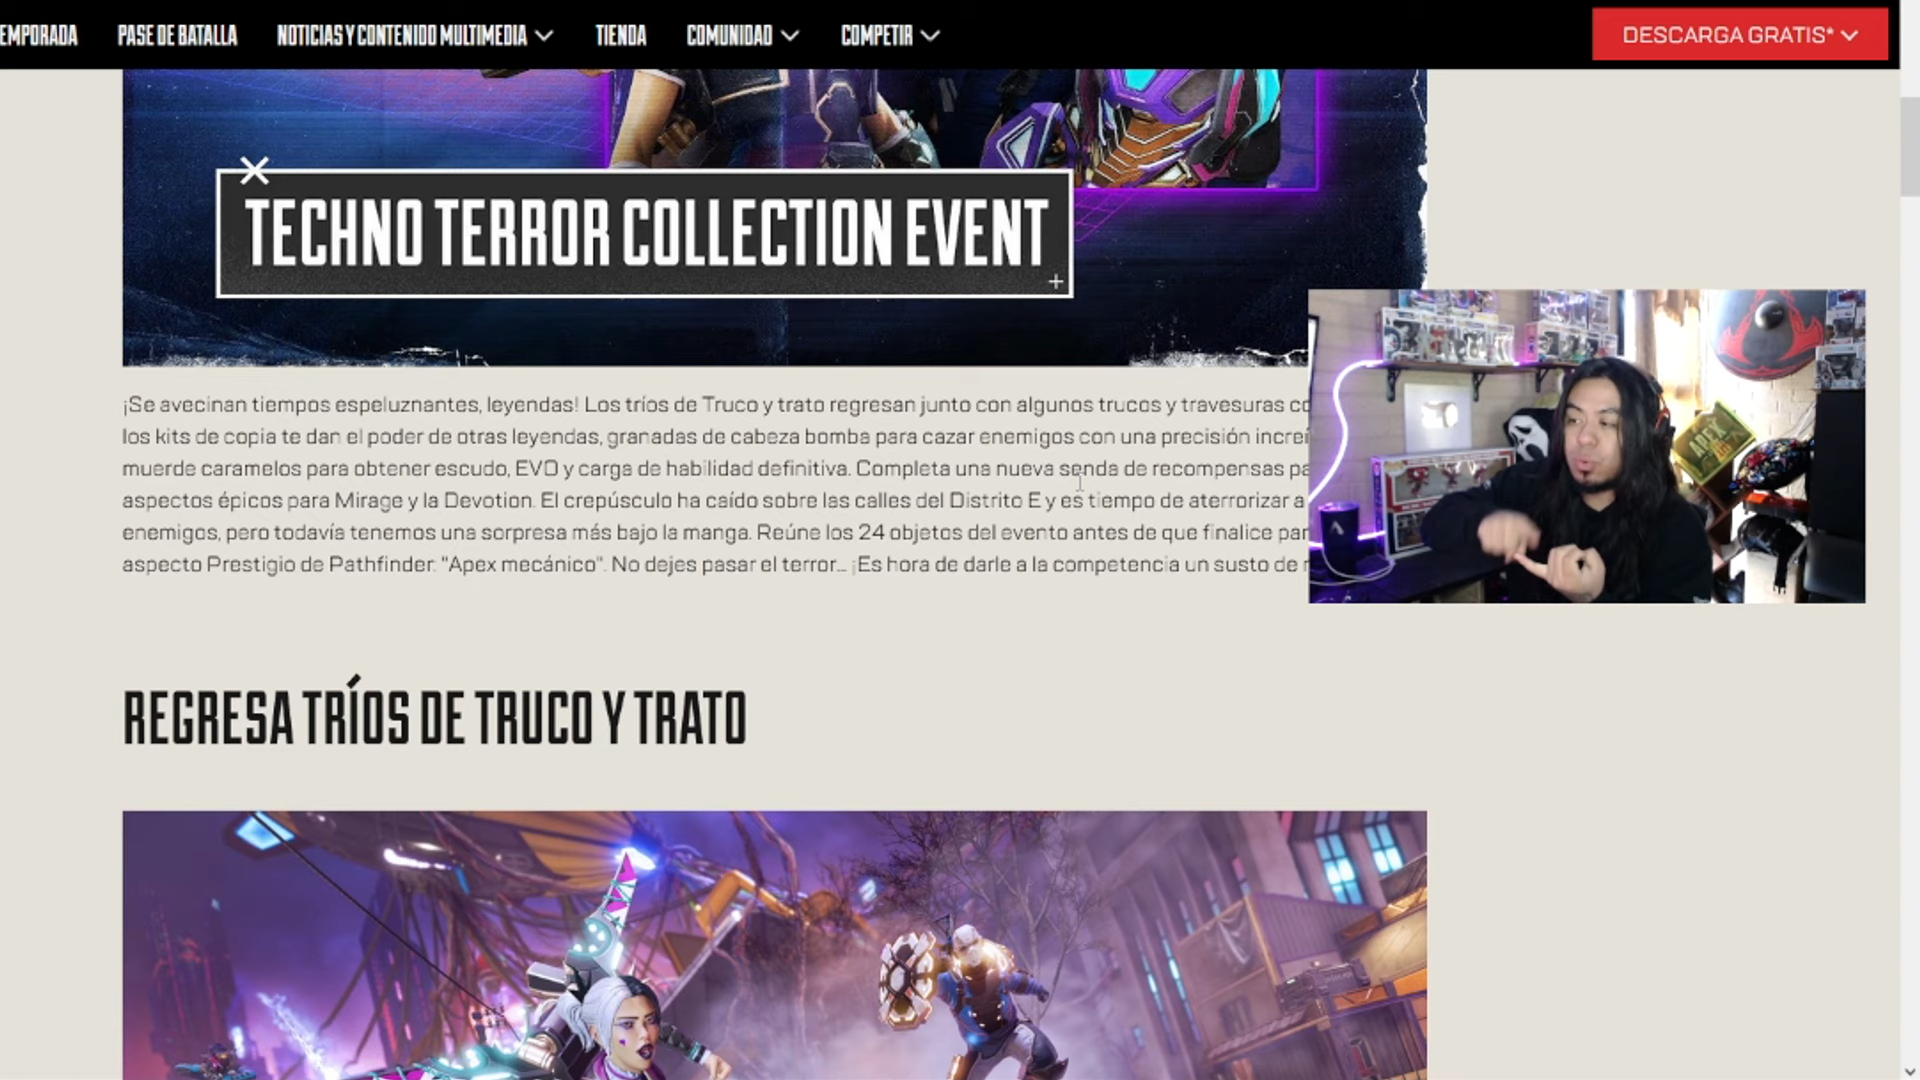 PASE DE BATALLA
NOTICIAS Y CONTENIDO MULTIMEDIA
TIENDA
COMUNIDAD
COMPETIR
DESCARGA GRATIS*
TECHNO TERROR COLLECTION EVENT
¡Se avecinan tiempos espeluznantes, leyendas! Los tríos de Truco y trato regresan junto con algunos trucos y travesuras
los kits de copia te dan el poder de otras leyendas, granadas de cabeza bomba para cazar enemigos con una precisión
muerde caramelos para obtener escudo, EVO y carga de habilidad definitiva. Completa una nueva senda de recompensas
aspectos épicos para Mirage y la Devotion. El crepúsculo ha caído sobre las calles del Distrito E y es tiempo de aterrorizar a
enemigos, pero todavía tenemos una sorpresa más bajo la manga. Reúne los 24 objetos del evento antes de que finalice
aspecto Prestigio de Pathfinder: "Apex mecánico". No dejes pasar el terror... ¡Es hora de darle a la competencia un susto de
REGRESA TRÍOS DE TRUCO Y TRATO